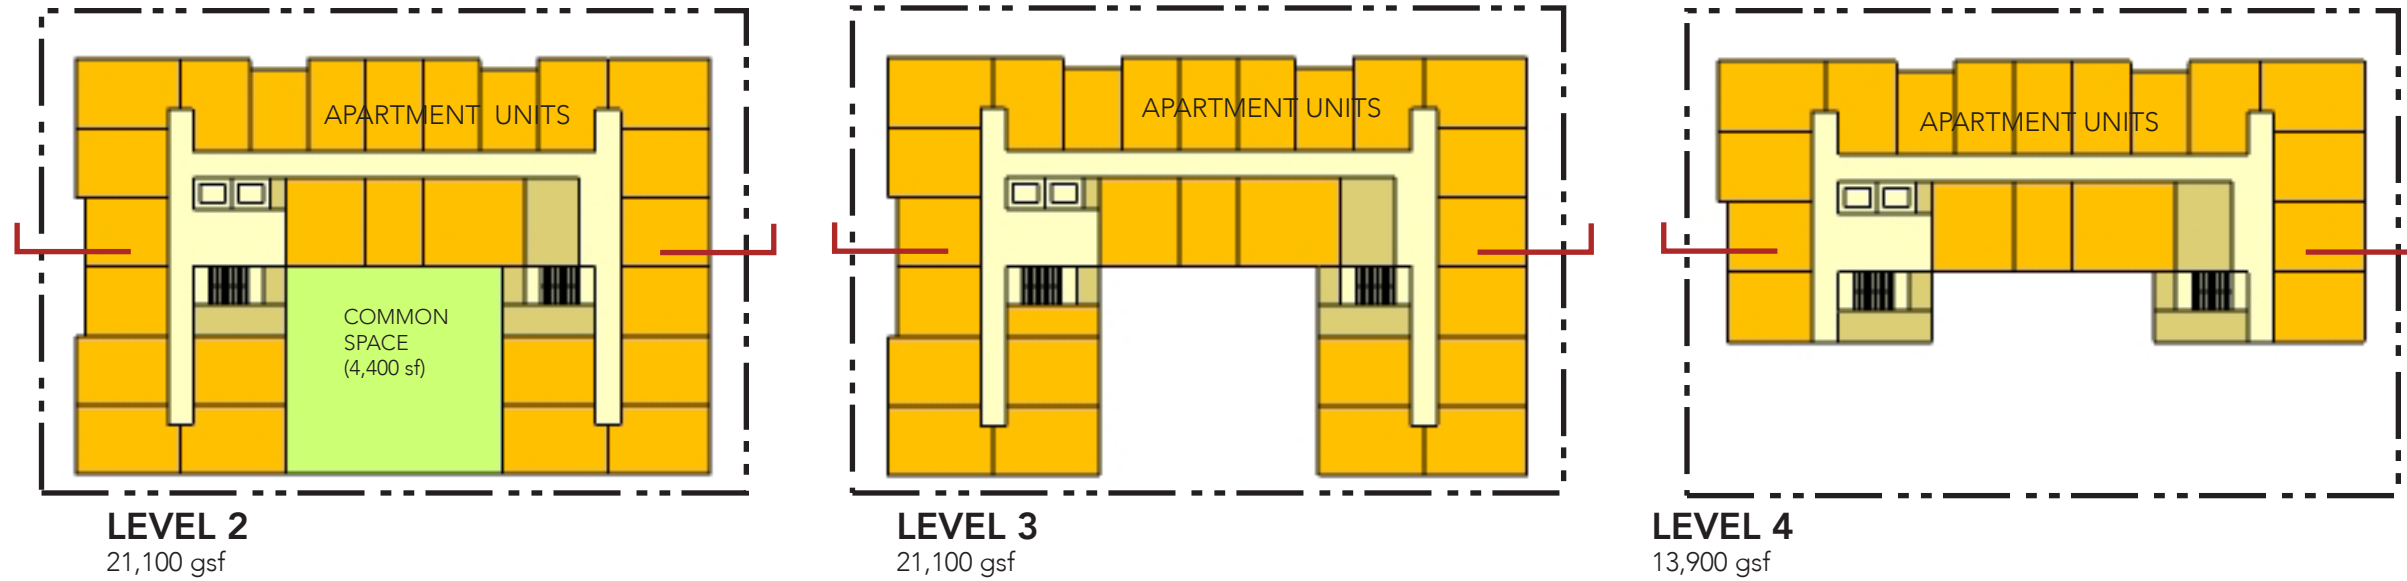 APARTMENT UNITS
COMMON
SPACE
(4,400 sf)
LEVEL 2
21,100 gsf
APARTMENT UNITS
LEVEL 3
21,100 gsf
APARTMENT UNITS
LEVEL 4
13,900 gsf